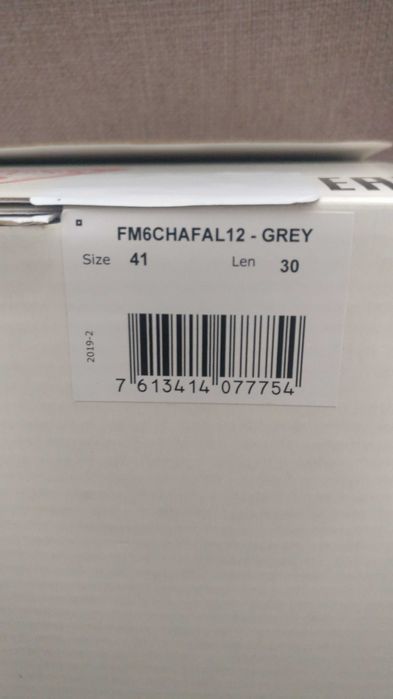 FM6CHAFAL12 - GREY
Size 41 Len 30
2019-2
7 613414 077754